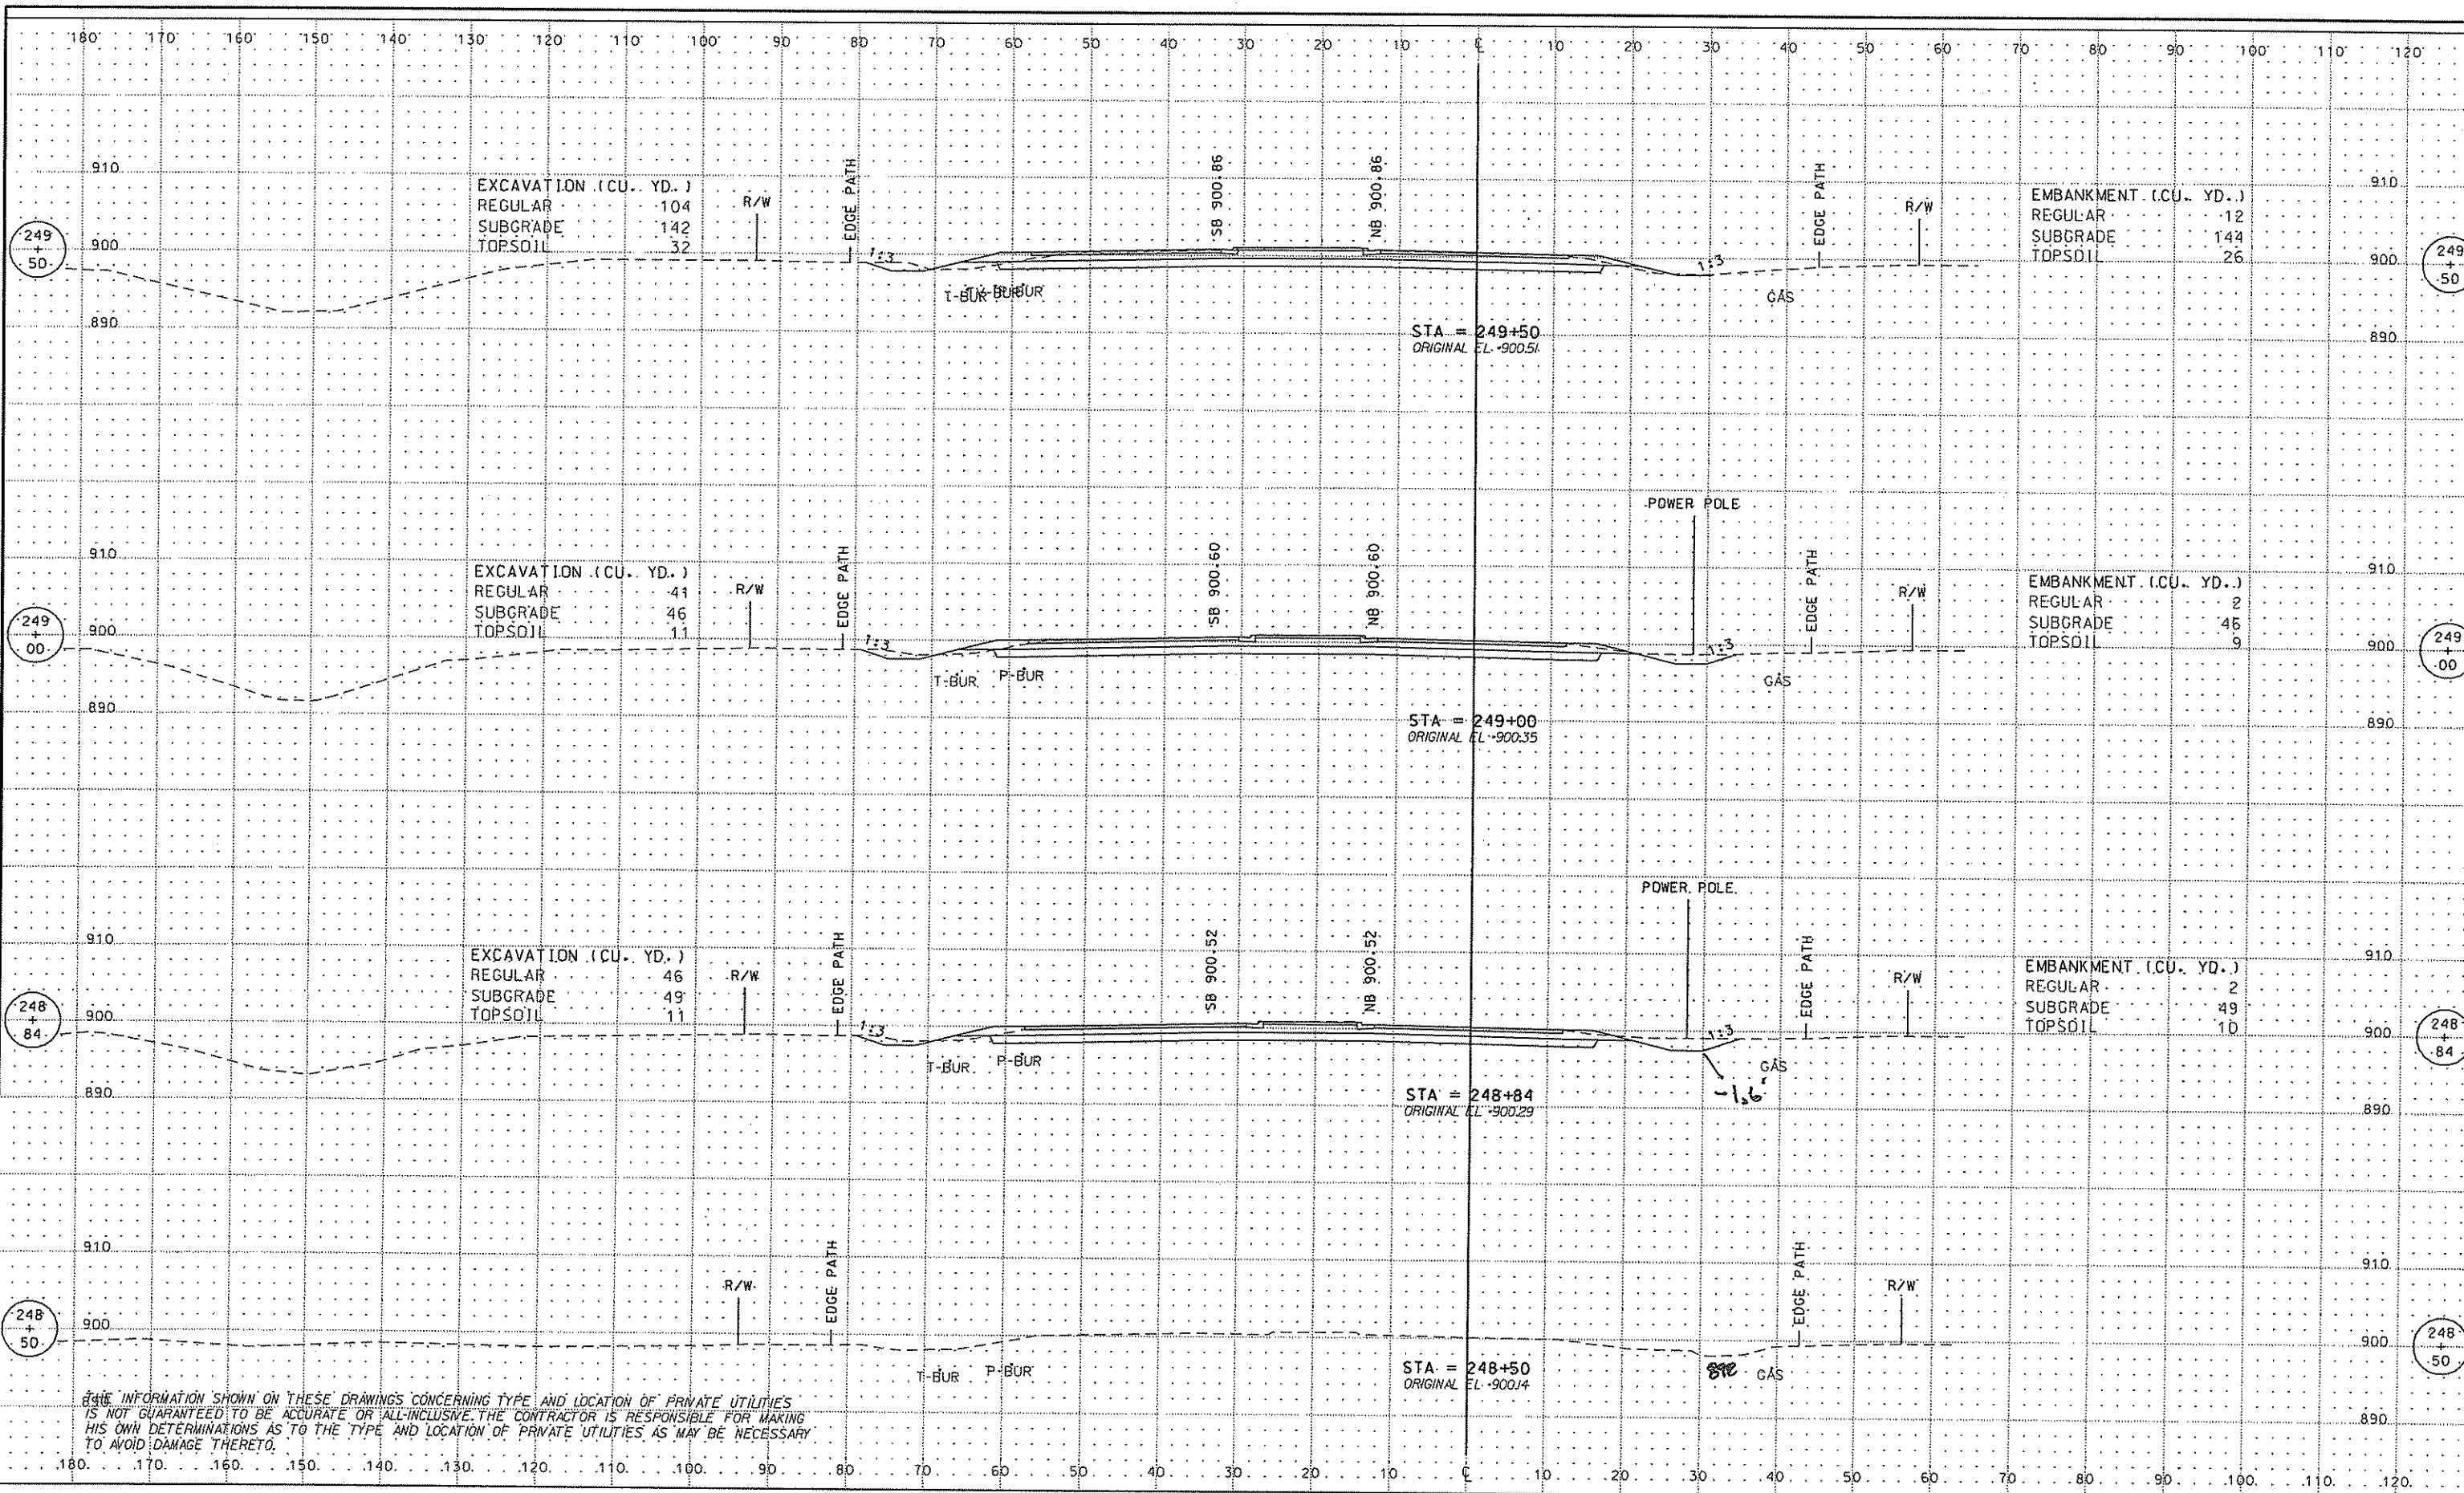 180 170 160 150 140 130 120 110 100 90 80 70 60 50 40 30 20 10 ℄ 10 20 30 40 50 60 70 80 90 100 110 120
910 910
EXCAVATION (CU. YD.)
REGULAR 104
SUBGRADE 142
TOPSOIL 32
R/W
EDGE PATH
SB 900.86
NB 900.86
EDGE PATH
R/W
EMBANKMENT (CU. YD.)
REGULAR 12
SUBGRADE 144
TOPSOIL 26
249 + 50
900 900
249 + 50
1:3 1:3
T-BUR
GAS
890 890
STA = 249+50
ORIGINAL EL.=900.51
POWER POLE
910 910
EXCAVATION (CU. YD.)
REGULAR 41
SUBGRADE 46
TOPSOIL 11
R/W
EDGE PATH
SB 900.60
NB 900.60
EDGE PATH
R/W
EMBANKMENT (CU. YD.)
REGULAR 2
SUBGRADE 46
TOPSOIL 9
249 + 00
900 900
249 + 00
1:3 1:3
T-BUR P-BUR GAS
890 890
STA = 249+00
ORIGINAL EL.=900.35
POWER POLE
910 910
EXCAVATION (CU. YD.)
REGULAR 46
SUBGRADE 49
TOPSOIL 11
R/W
EDGE PATH
SB 900.52
NB 900.52
EDGE PATH
R/W
EMBANKMENT (CU. YD.)
REGULAR 2
SUBGRADE 49
TOPSOIL 10
248 + 84
900 900
248 + 84
1:3 1:3
T-BUR P-BUR GAS
-1.6'
890 890
STA = 248+84
ORIGINAL EL.=900.29
910 910
R/W
EDGE PATH
EDGE PATH
R/W
248 + 50
900 900
248 + 50
T-BUR P-BUR GAS
STA = 248+50
ORIGINAL EL.=900.14
890 890
THE INFORMATION SHOWN ON THESE DRAWINGS CONCERNING TYPE AND LOCATION OF PRIVATE UTILITIES
IS NOT GUARANTEED TO BE ACCURATE OR ALL-INCLUSIVE. THE CONTRACTOR IS RESPONSIBLE FOR MAKING
HIS OWN DETERMINATIONS AS TO THE TYPE AND LOCATION OF PRIVATE UTILITIES AS MAY BE NECESSARY
TO AVOID DAMAGE THERETO.
180 170 160 150 140 130 120 110 100 90 80 70 60 50 40 30 20 10 ℄ 10 20 30 40 50 60 70 80 90 100 110 120